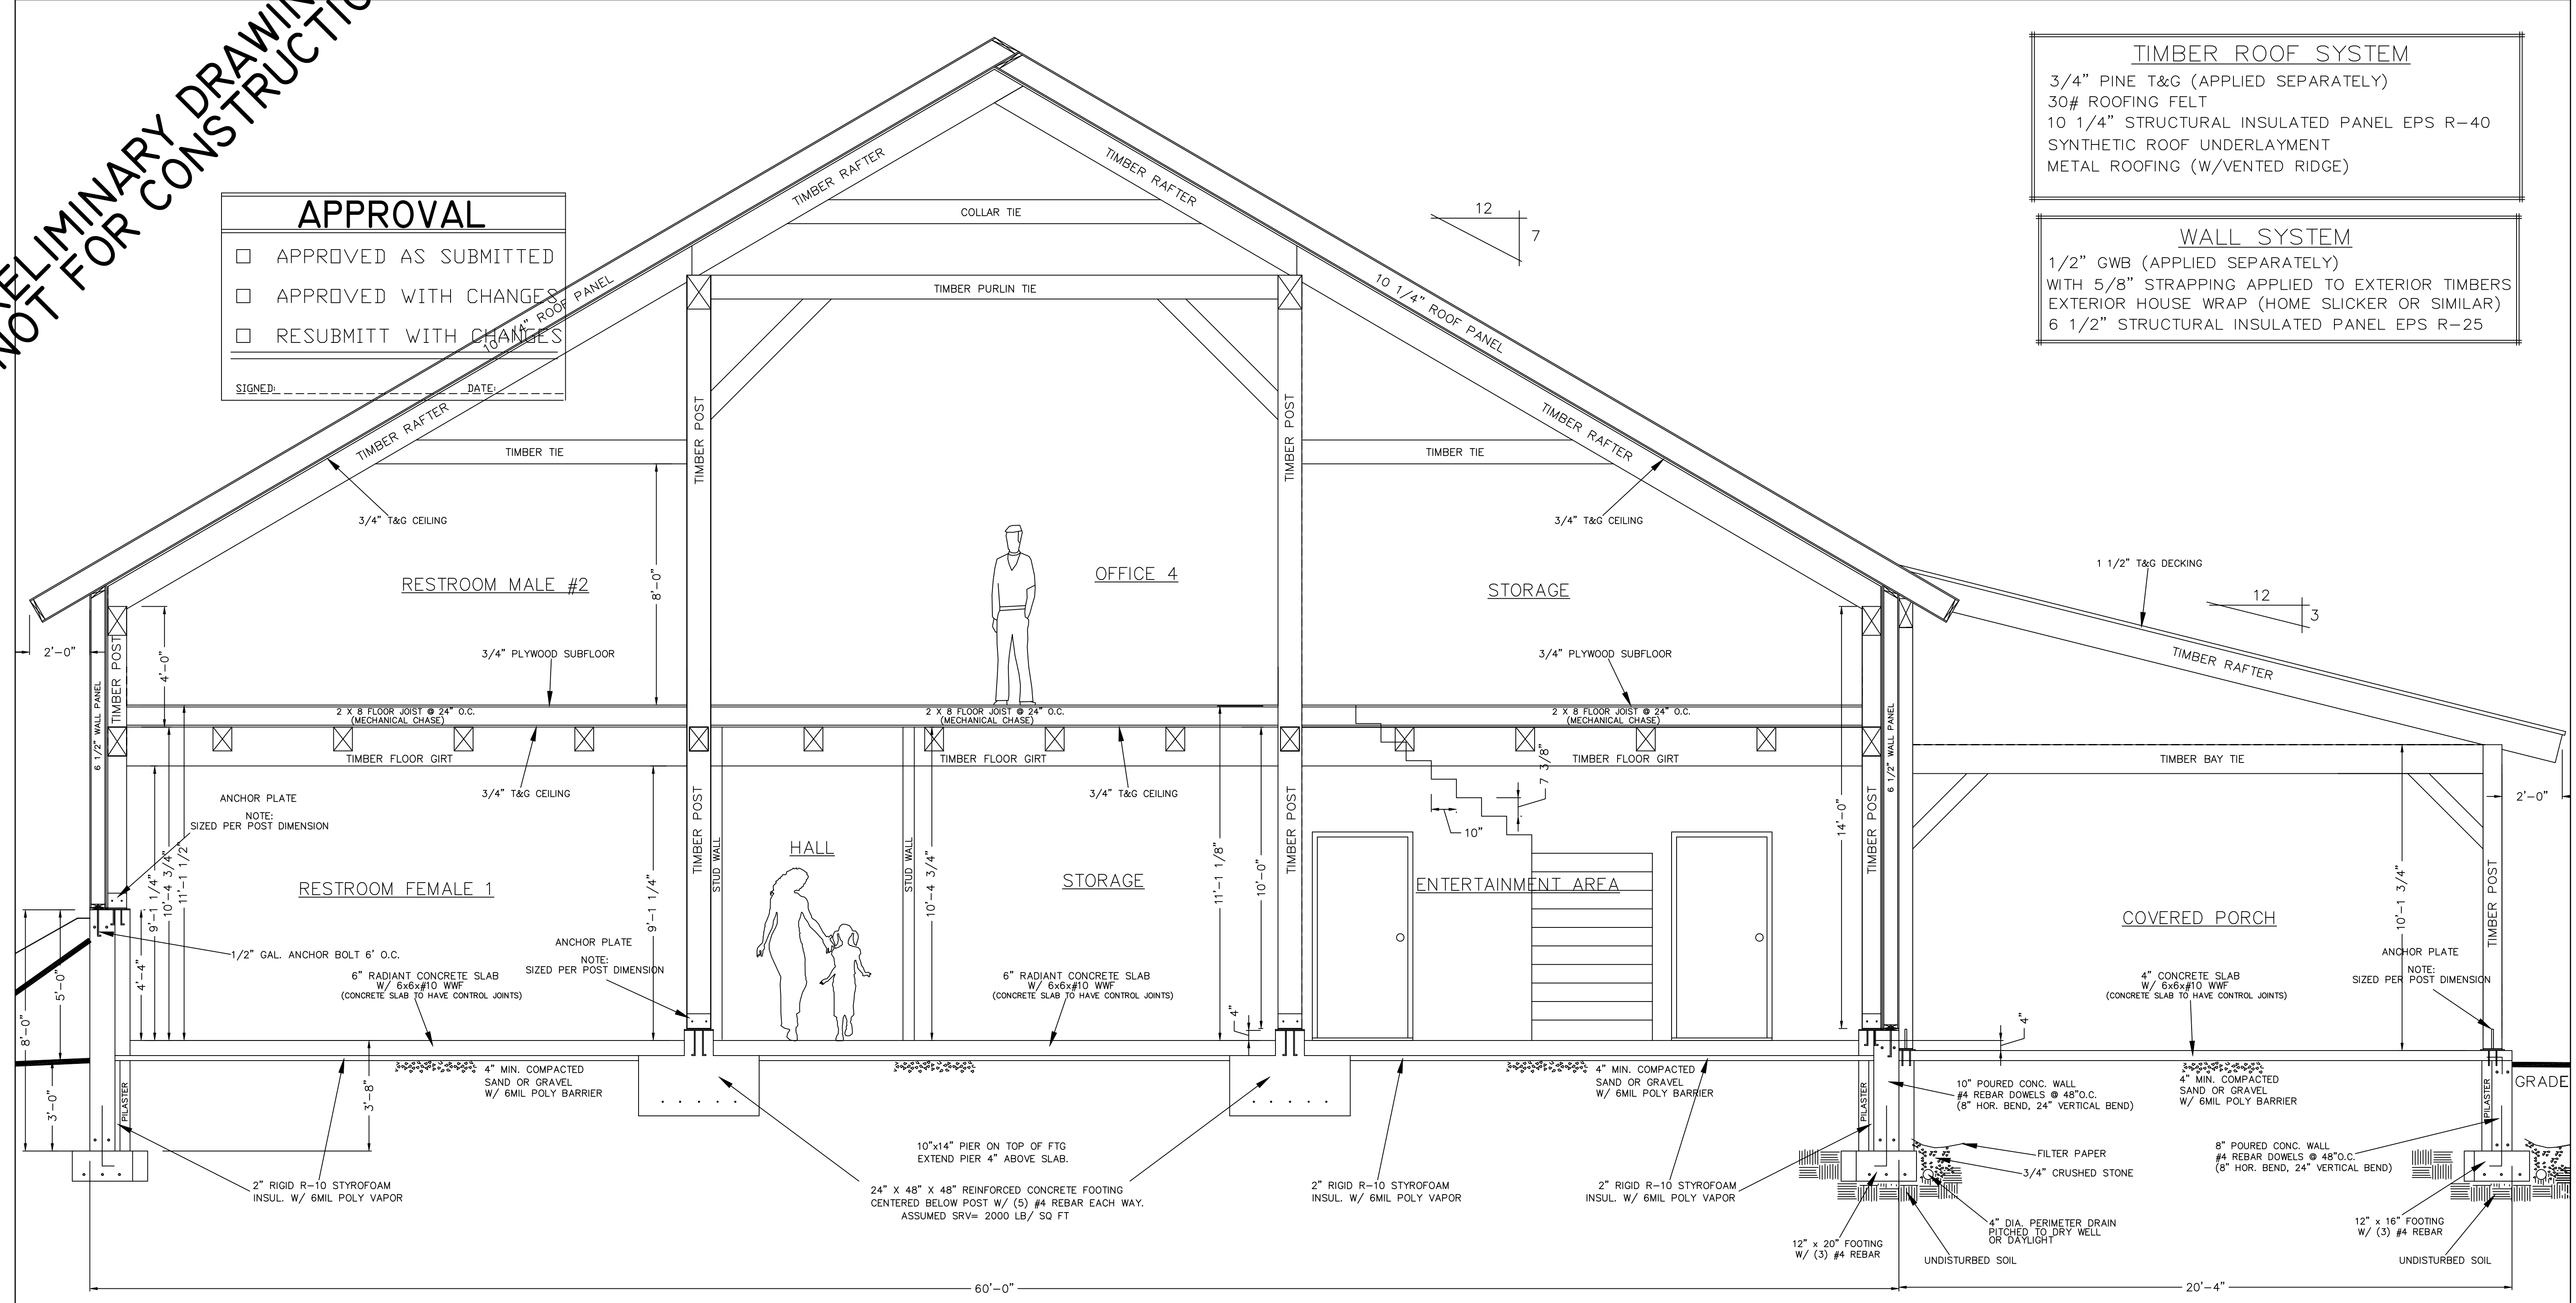 PRELIMINARY DRAWING
NOT FOR CONSTRUCTION
APPROVAL
□ APPROVED AS SUBMITTED
□ APPROVED WITH CHANGES
□ RESUBMITT WITH CHANGES
SIGNED: DATE:
TIMBER ROOF SYSTEM
3/4" PINE T&G (APPLIED SEPARATELY)
30# ROOFING FELT
10 1/4" STRUCTURAL INSULATED PANEL EPS R-40
SYNTHETIC ROOF UNDERLAYMENT
METAL ROOFING (W/VENTED RIDGE)
WALL SYSTEM
1/2" GWB (APPLIED SEPARATELY)
WITH 5/8" STRAPPING APPLIED TO EXTERIOR TIMBERS
EXTERIOR HOUSE WRAP (HOME SLICKER OR SIMILAR)
6 1/2" STRUCTURAL INSULATED PANEL EPS R-25
TIMBER RAFTER
TIMBER RAFTER
COLLAR TIE
12
7
10 1/4" ROOF PANEL
TIMBER PURLIN TIE
10 1/4" ROOF PANEL
TIMBER RAFTER
TIMBER TIE
TIMBER POST
TIMBER POST
TIMBER TIE
TIMBER RAFTER
3/4" T&G CEILING
3/4" T&G CEILING
1 1/2" T&G DECKING
12
3
RESTROOM MALE #2
8'-0"
OFFICE 4
STORAGE
2'-0"
TIMBER POST
4'-0"
6 1/2" WALL PANEL
3/4" PLYWOOD SUBFLOOR
3/4" PLYWOOD SUBFLOOR
TIMBER RAFTER
2 X 8 FLOOR JOIST @ 24" O.C.
(MECHANICAL CHASE)
2 X 8 FLOOR JOIST @ 24" O.C.
(MECHANICAL CHASE)
2 X 8 FLOOR JOIST @ 24" O.C.
(MECHANICAL CHASE)
6 1/2" WALL PANEL
TIMBER FLOOR GIRT
TIMBER FLOOR GIRT
TIMBER FLOOR GIRT
TIMBER BAY TIE
3/4" T&G CEILING
3/4" T&G CEILING
7 3/8"
10"
2'-0"
ANCHOR PLATE
NOTE:
SIZED PER POST DIMENSION
9'-1 1/4"
10'-4 3/4"
11'-1 1/2"
RESTROOM FEMALE 1
9'-1 1/4"
TIMBER POST
STUD WALL
HALL
STUD WALL
10'-4 3/4"
STORAGE
11'-1 1/8"
10'-0"
TIMBER POST
ENTERTAINMENT AREA
14'-0"
TIMBER POST
COVERED PORCH
10'-1 3/4"
TIMBER POST
1/2" GAL. ANCHOR BOLT 6' O.C.
ANCHOR PLATE
NOTE:
SIZED PER POST DIMENSION
ANCHOR PLATE
NOTE:
SIZED PER POST DIMENSION
8'-0"
5'-0"
4'-4"
6" RADIANT CONCRETE SLAB
W/ 6x6x#10 WWF
(CONCRETE SLAB TO HAVE CONTROL JOINTS)
6" RADIANT CONCRETE SLAB
W/ 6x6x#10 WWF
(CONCRETE SLAB TO HAVE CONTROL JOINTS)
4" CONCRETE SLAB
W/ 6x6x#10 WWF
(CONCRETE SLAB TO HAVE CONTROL JOINTS)
4"
4"
3'-0"
PILASTER
3'-8"
4" MIN. COMPACTED
SAND OR GRAVEL
W/ 6MIL POLY BARRIER
4" MIN. COMPACTED
SAND OR GRAVEL
W/ 6MIL POLY BARRIER
PILASTER
10" POURED CONC. WALL
#4 REBAR DOWELS @ 48"O.C.
(8" HOR. BEND, 24" VERTICAL BEND)
4" MIN. COMPACTED
SAND OR GRAVEL
W/ 6MIL POLY BARRIER
PILASTER
GRADE
10"x14" PIER ON TOP OF FTG
EXTEND PIER 4" ABOVE SLAB.
FILTER PAPER
3/4" CRUSHED STONE
8" POURED CONC. WALL
#4 REBAR DOWELS @ 48"O.C.
(8" HOR. BEND, 24" VERTICAL BEND)
2" RIGID R-10 STYROFOAM
INSUL. W/ 6MIL POLY VAPOR
24" X 48" X 48" REINFORCED CONCRETE FOOTING
CENTERED BELOW POST W/ (5) #4 REBAR EACH WAY.
ASSUMED SRV= 2000 LB/ SQ FT
2" RIGID R-10 STYROFOAM
INSUL. W/ 6MIL POLY VAPOR
2" RIGID R-10 STYROFOAM
INSUL. W/ 6MIL POLY VAPOR
12" x 20" FOOTING
W/ (3) #4 REBAR
4" DIA. PERIMETER DRAIN
PITCHED TO DRY WELL
OR DAYLIGHT
UNDISTURBED SOIL
12" x 16" FOOTING
W/ (3) #4 REBAR
UNDISTURBED SOIL
60'-0"
20'-4"